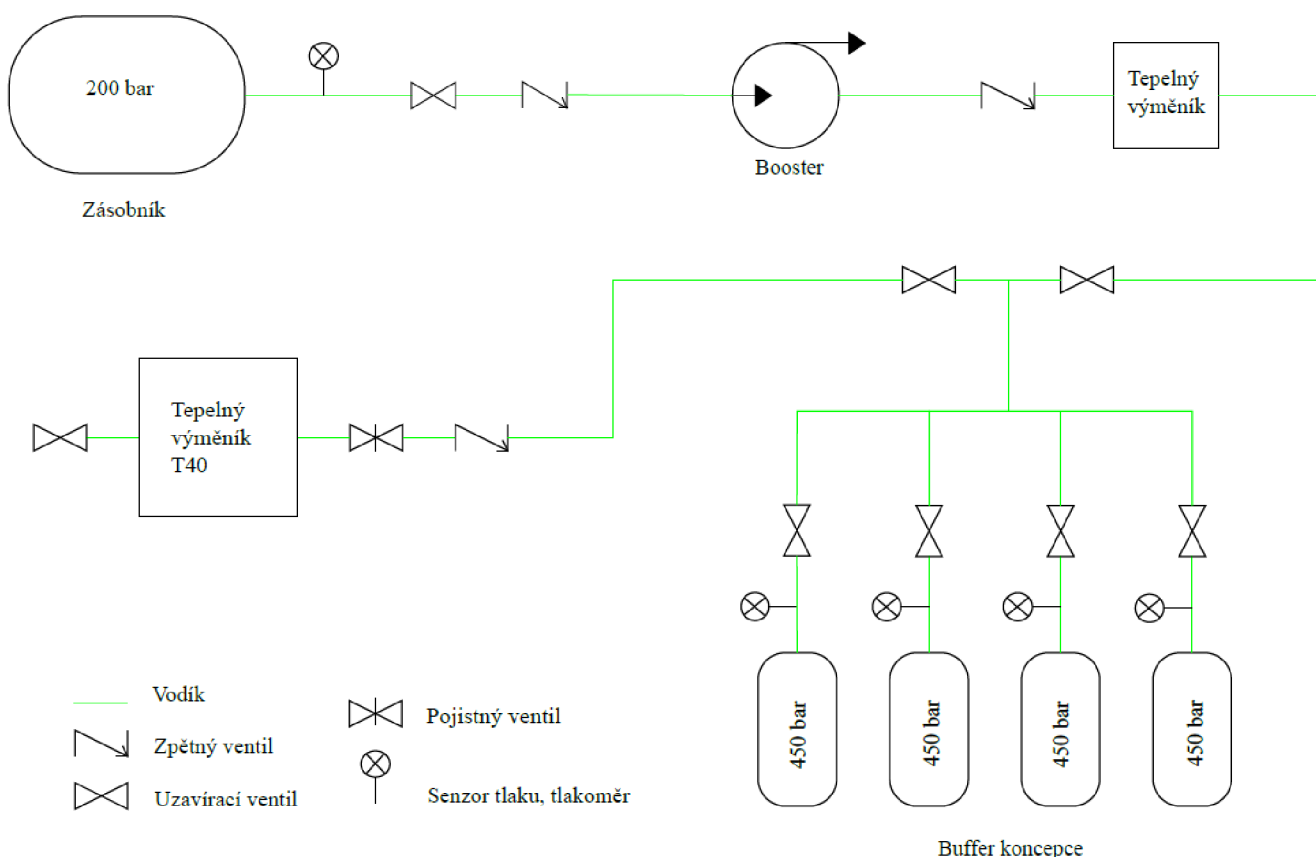 200 bar
Tepelný
výměník
Booster
Zásobník
Tepelný
výměník
T40
450 bar
450 bar
450 bar
450 bar
Vodík
Zpětný ventil
Uzavírací ventil
Pojistný ventil
Senzor tlaku, tlakoměr
Buffer koncepce